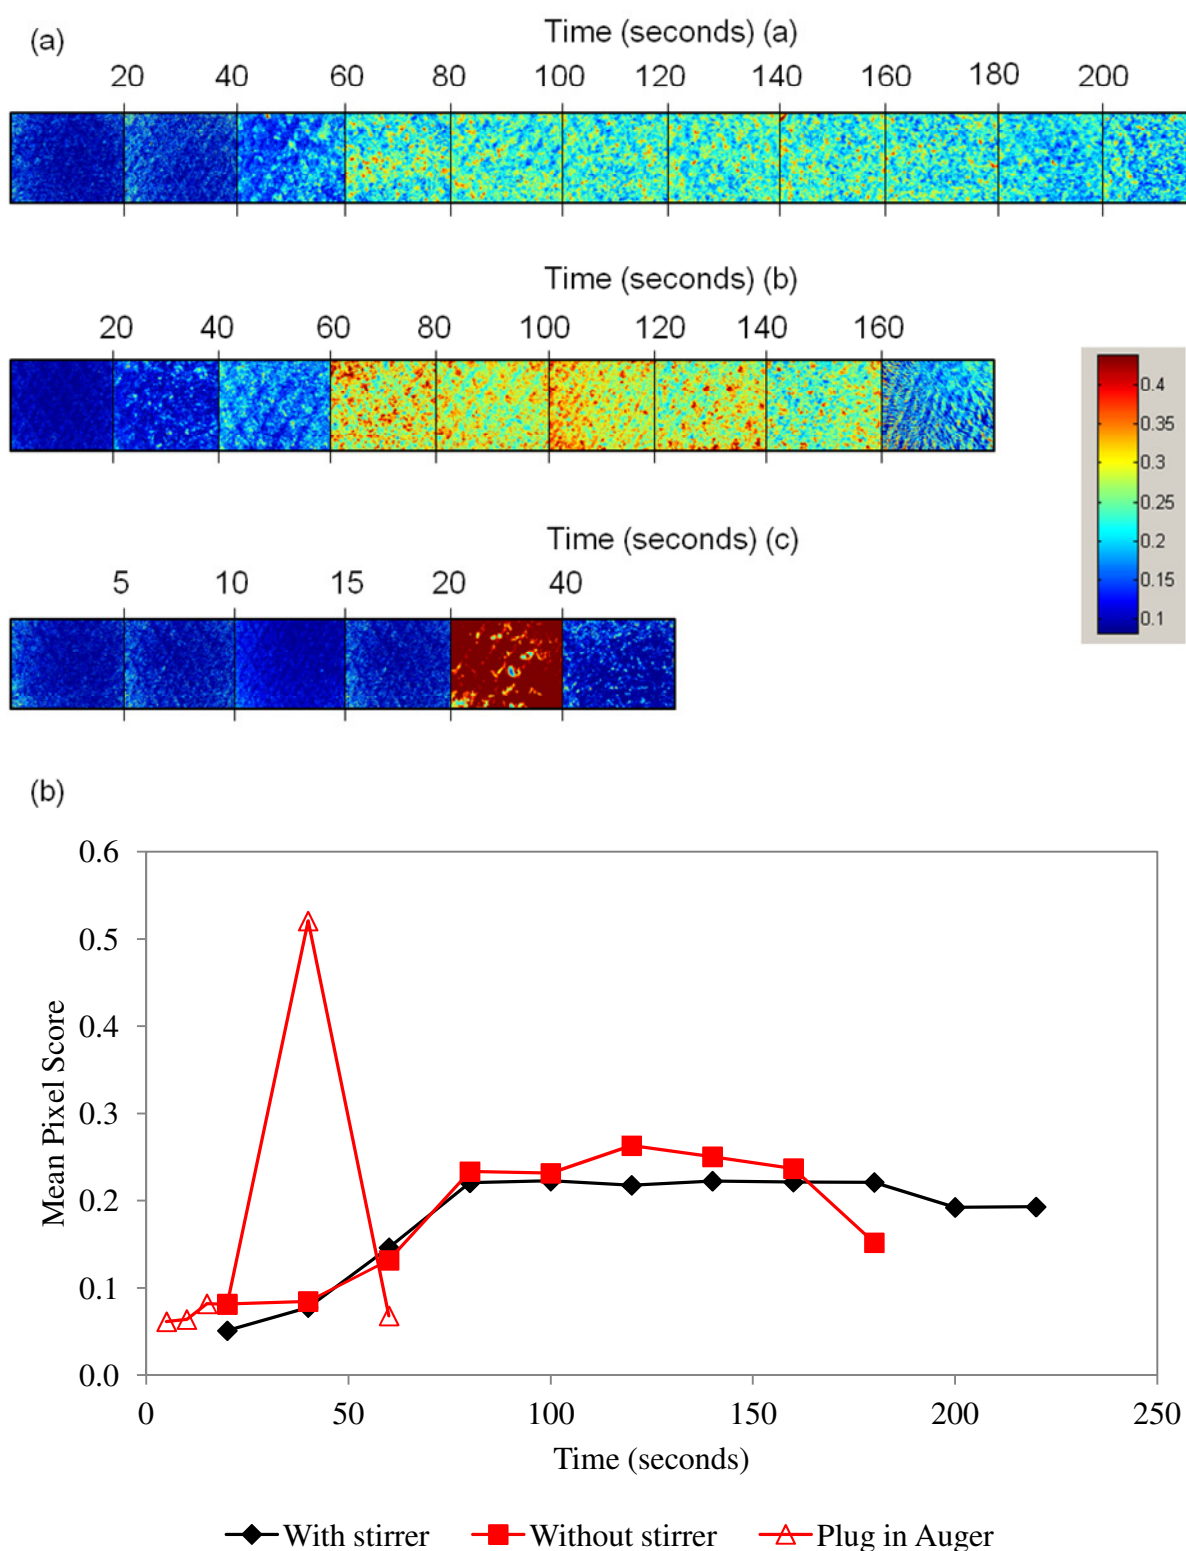 (a)
Time (seconds) (a)
20 40 60 80 100 120 140 160 180 200
Time (seconds) (b)
20 40 60 80 100 120 140 160
0.4
0.35
0.3
0.25
0.2
0.15
0.1
Time (seconds) (c)
5 10 15 20 40
(b)
0.6
0.5
0.4
0.3
0.2
0.1
0.0
Mean Pixel Score
0 50 100 150 200 250
Time (seconds)
With stirrer Without stirrer Plug in Auger